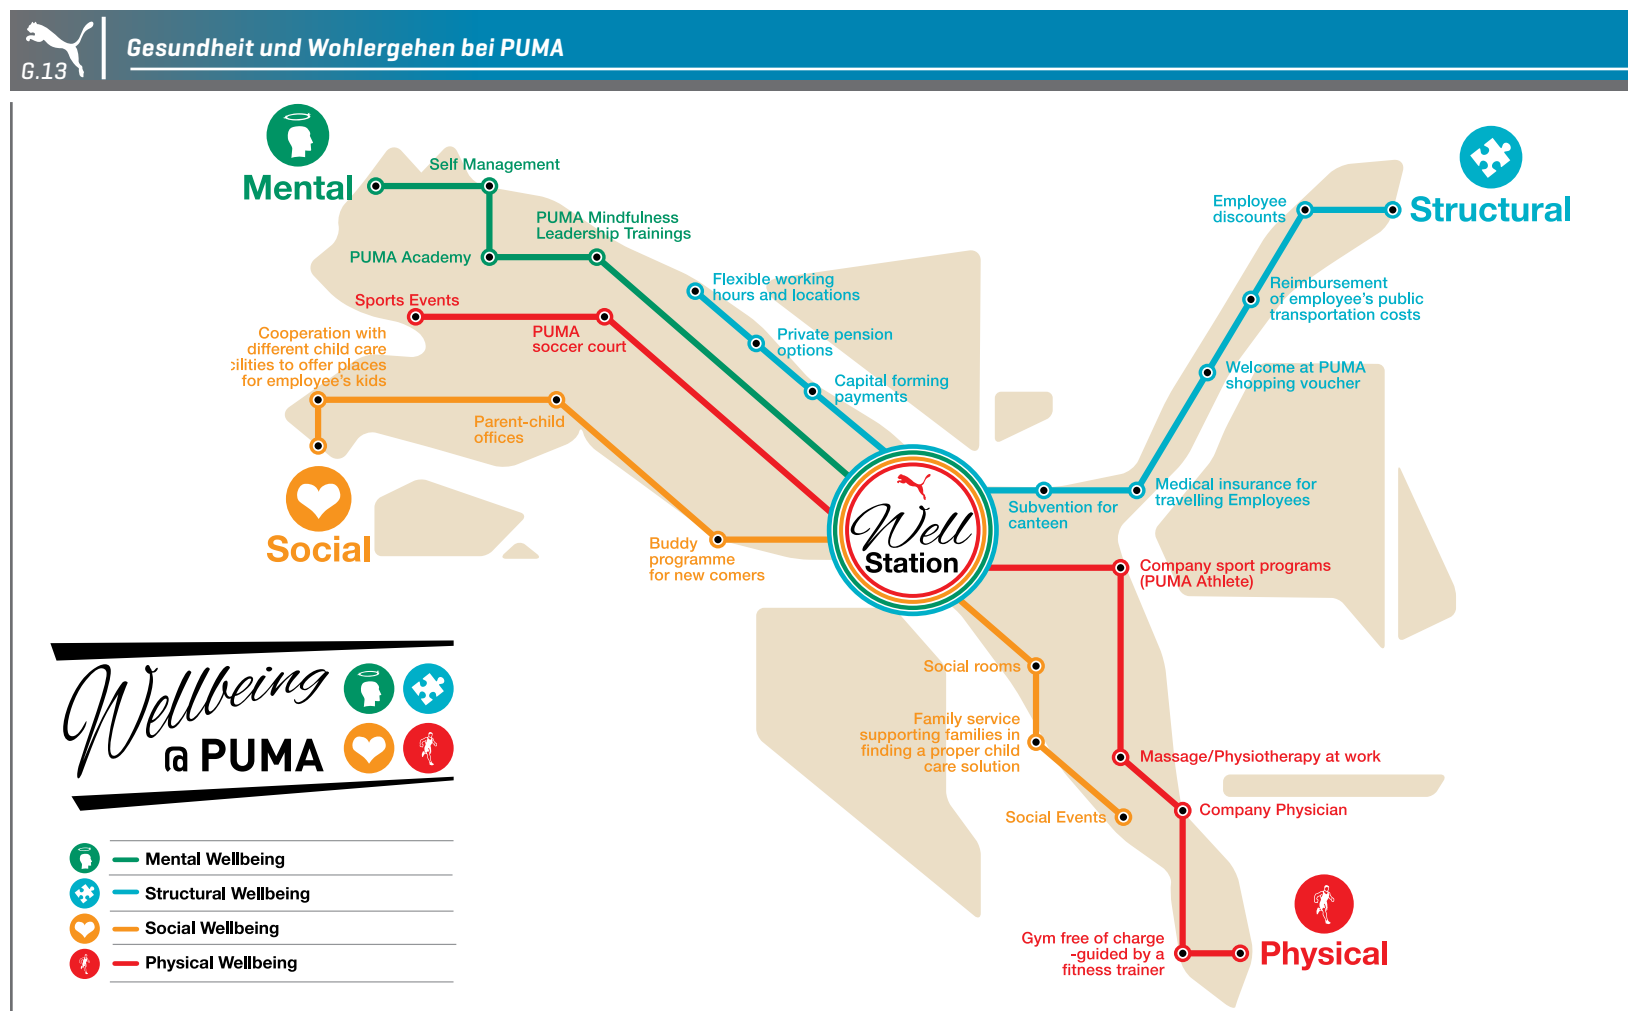 G.13
Gesundheit und Wohlergehen bei PUMA
Mental
Self Management
PUMA Academy
PUMA Mindfulness
Leadership Trainings
Sports Events
PUMA
soccer court
Cooperation with
different child care
cilities to offer places
for employee's kids
Parent-child
offices
Social
Buddy
programme
for new comers
Flexible working
hours and locations
Private pension
options
Capital forming
payments
Well
Station
Structural
Employee
discounts
Reimbursement
of employee's public
transportation costs
Welcome at PUMA
shopping voucher
Medical insurance for
travelling Employees
Subvention for
canteen
Company sport programs
(PUMA Athlete)
Social rooms
Family service
supporting families in
finding a proper child
care solution
Social Events
Massage/Physiotherapy at work
Company Physician
Gym free of charge
-guided by a
fitness trainer
Physical
Wellbeing
@ PUMA
Mental Wellbeing
Structural Wellbeing
Social Wellbeing
Physical Wellbeing